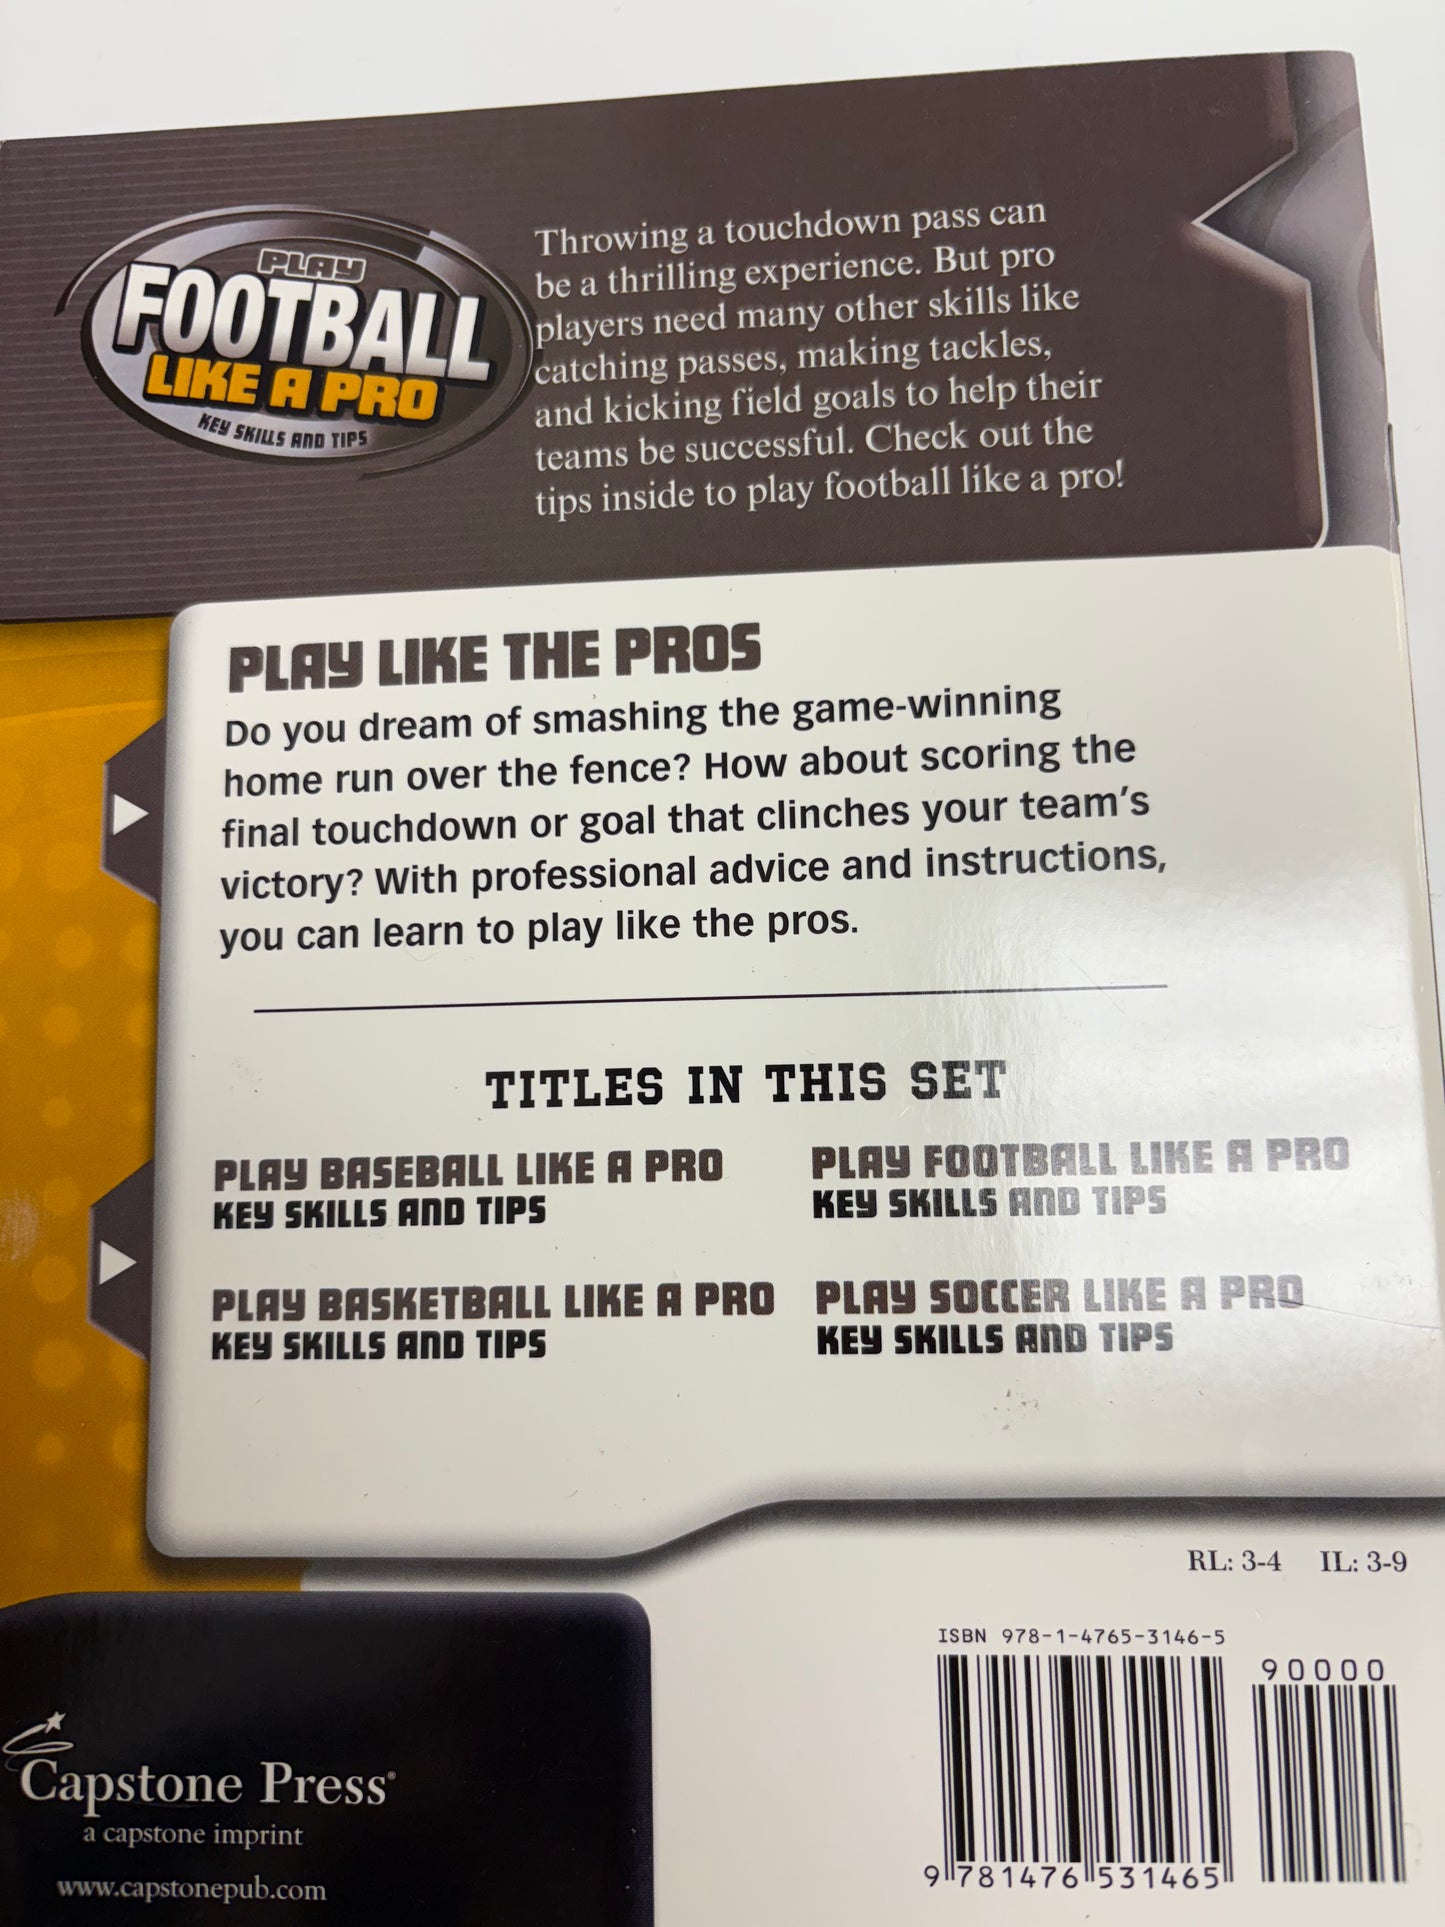 PLAY
FOOTBALL
LIKE A PRO
KEY SKILLS AND TIPS
Throwing a touchdown pass can
be a thrilling experience. But pro
players need many other skills like
catching passes, making tackles,
and kicking field goals to help their
teams be successful. Check out the
tips inside to play football like a pro!
PLAY LIKE THE PROS
Do you dream of smashing the game-winning
home run over the fence? How about scoring the
final touchdown or goal that clinches your team's
victory? With professional advice and instructions,
you can learn to play like the pros.
TITLES IN THIS SET
PLAY BASEBALL LIKE A PRO
KEY SKILLS AND TIPS
PLAY BASKETBALL LIKE A PRO
KEY SKILLS AND TIPS
PLAY FOOTBALL LIKE A PRO
KEY SKILLS AND TIPS
PLAY SOCCER LIKE A PRO
KEY SKILLS AND TIPS
RL: 3-4 IL: 3-9
ISBN 978-1-4765-3146-5
90000
9 781476 531465
Capstone Press®
a capstone imprint
www.capstonepub.com